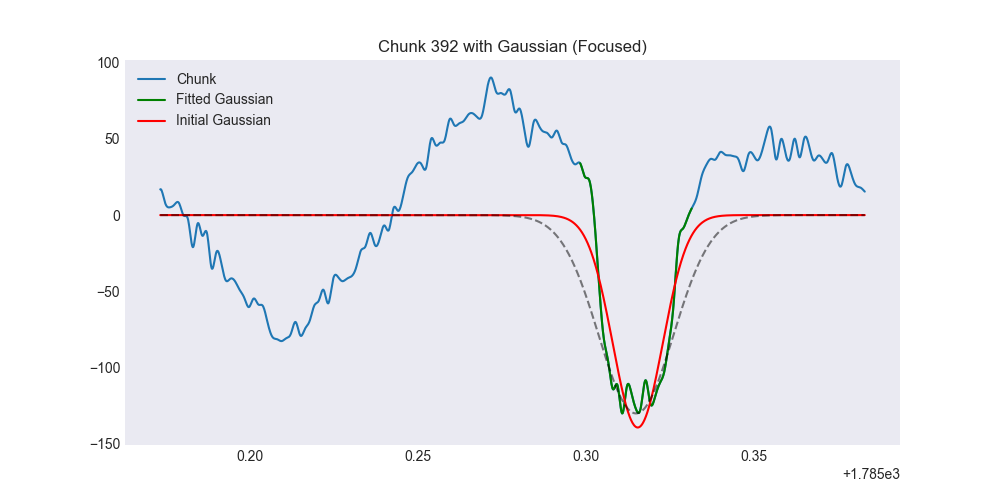 Chunk 392 with Gaussian (Focused)
100
50
0
−50
−100
−150
Chunk
Fitted Gaussian
Initial Gaussian
0.20 0.25 0.30 0.35
+1.785e3